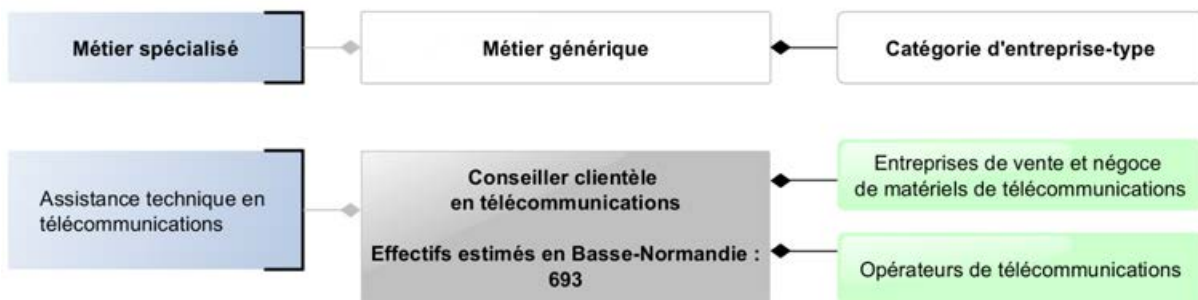 Métier spécialisé
Métier générique
Catégorie d'entreprise-type
Assistance technique en
télécommunications
Conseiller clientèle
en télécommunications
Effectifs estimés en Basse-Normandie :
693
Entreprises de vente et négoce
de matériels de télécommunications
Opérateurs de télécommunications